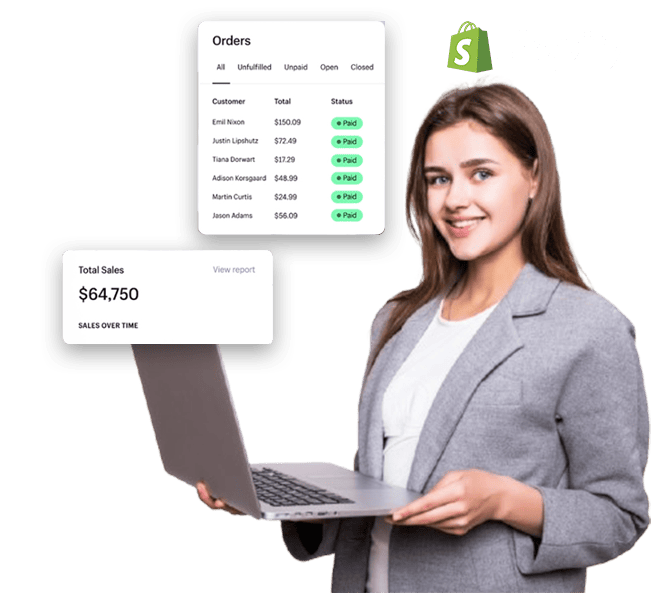 Orders
All Unfulfilled Unpaid Open Closed
Customer Total Status
Emil Nixon $150.09 Paid
Justin Lipshutz $72.49 Paid
Tiana Dorwart $17.29 Paid
Adison Korsgaard $48.99 Paid
Martin Curtis $24.99 Paid
Jason Adams $56.09 Paid
Total Sales View report
$64,750
SALES OVER TIME
S